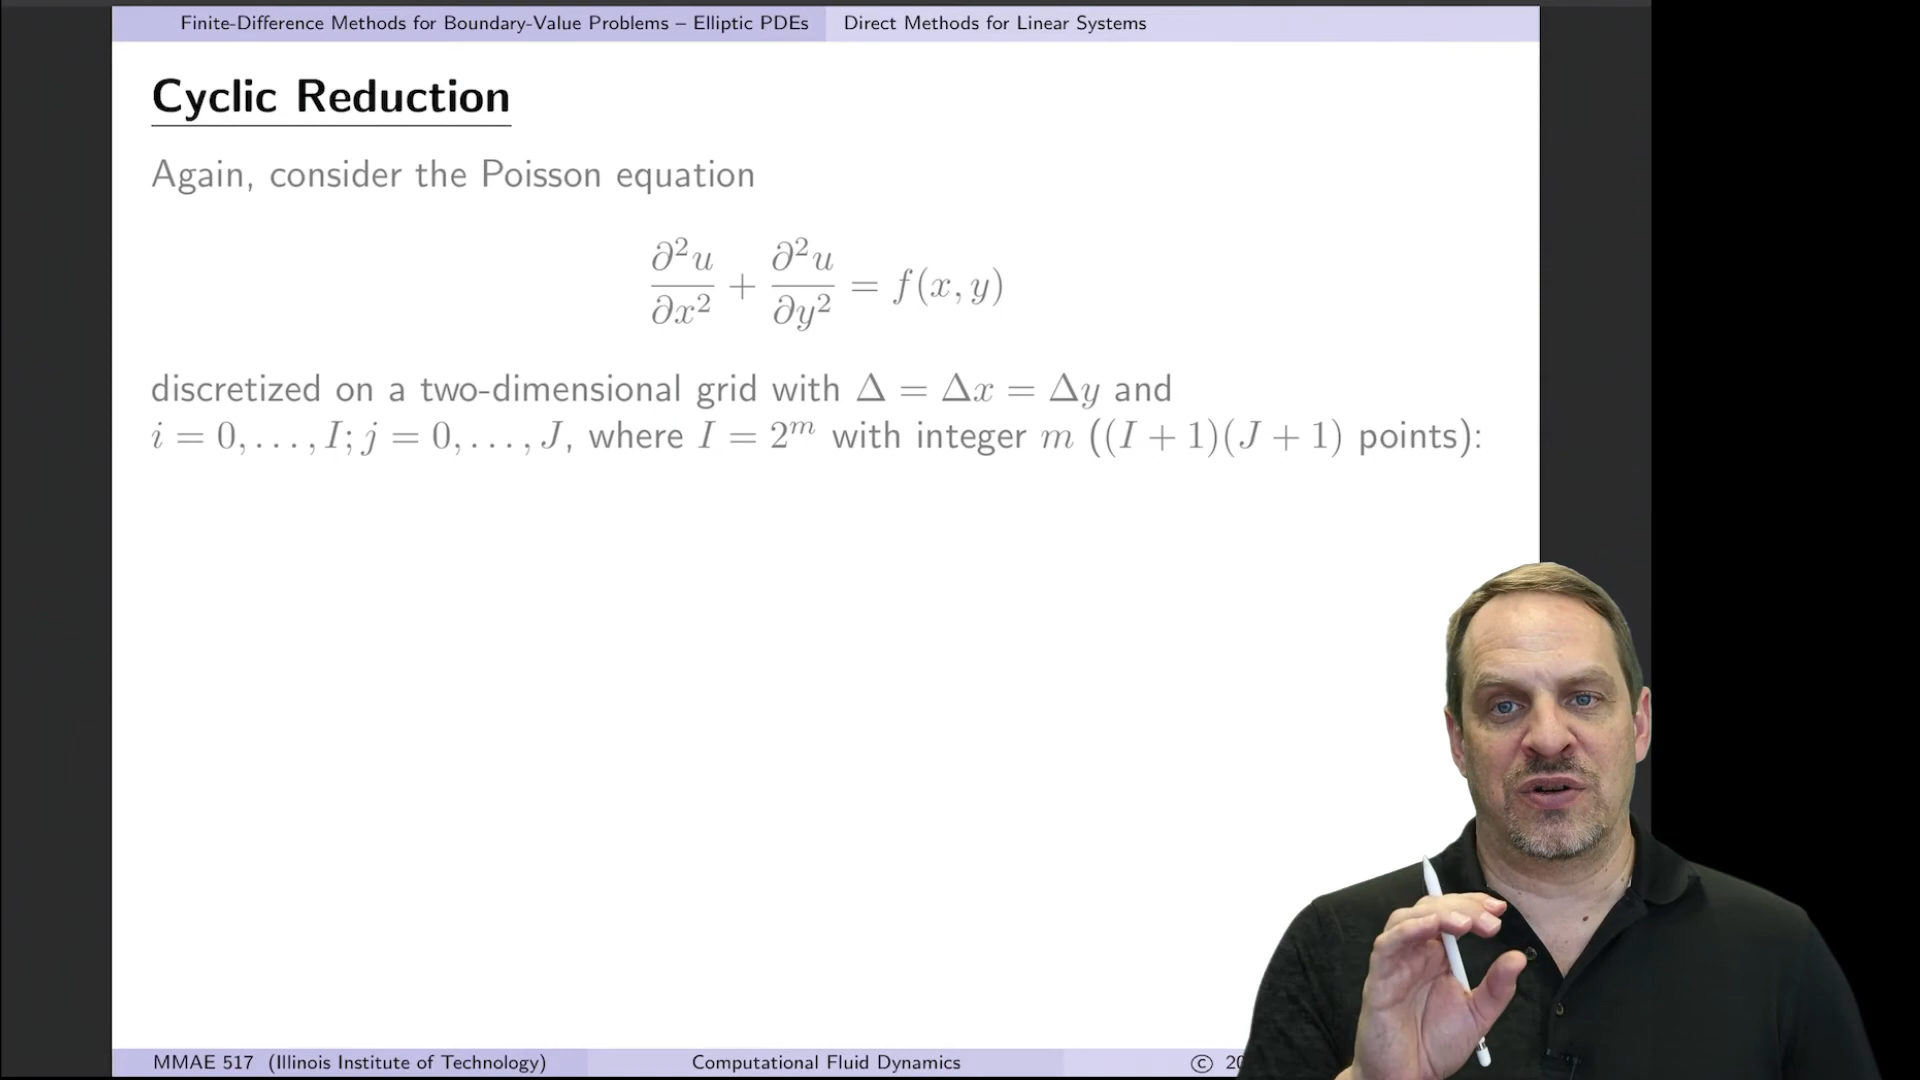 Finite-Difference Methods for Boundary-Value Problems – Elliptic PDEs Direct Methods for Linear Systems
Cyclic Reduction
Again, consider the Poisson equation
∂²u/∂x² + ∂²u/∂y² = f(x, y)
discretized on a two-dimensional grid with Δ = Δx = Δy and
i = 0, . . . , I; j = 0, . . . , J, where I = 2ᵐ with integer m ((I + 1)(J + 1) points):
MMAE 517 (Illinois Institute of Technology) Computational Fluid Dynamics ©